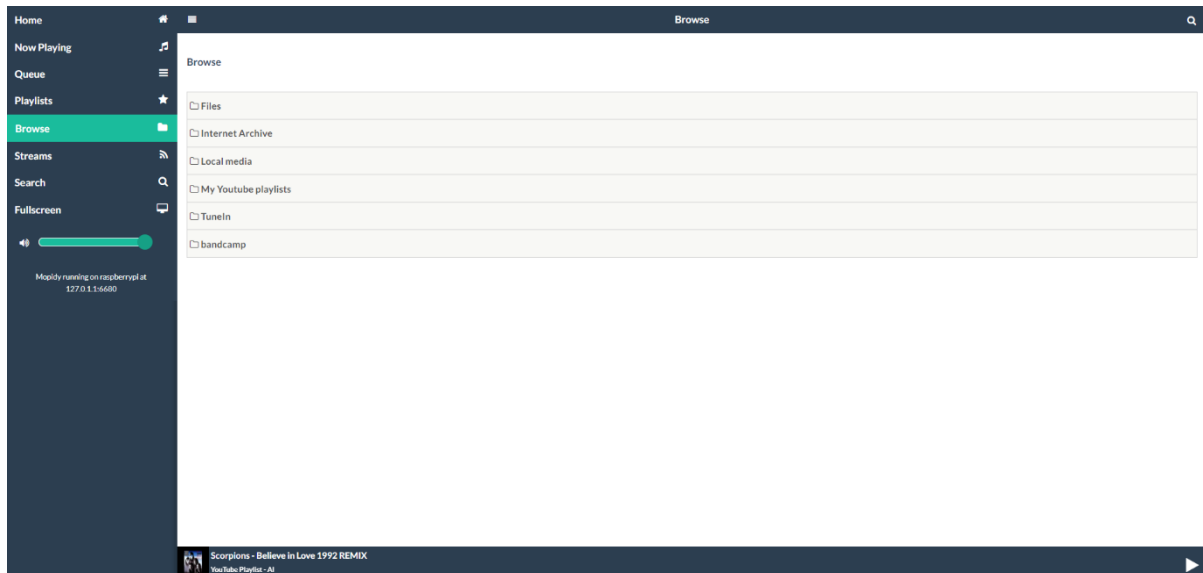 Home
Now Playing
Queue
Playlists
Browse
Streams
Search
Fullscreen
Mopidy running on raspberrypi at
127.0.1.1:6680
Browse
Browse
Files
Internet Archive
Local media
My Youtube playlists
TuneIn
bandcamp
Scorpions - Believe in Love 1992 REMIX
YouTube Playlist - AI